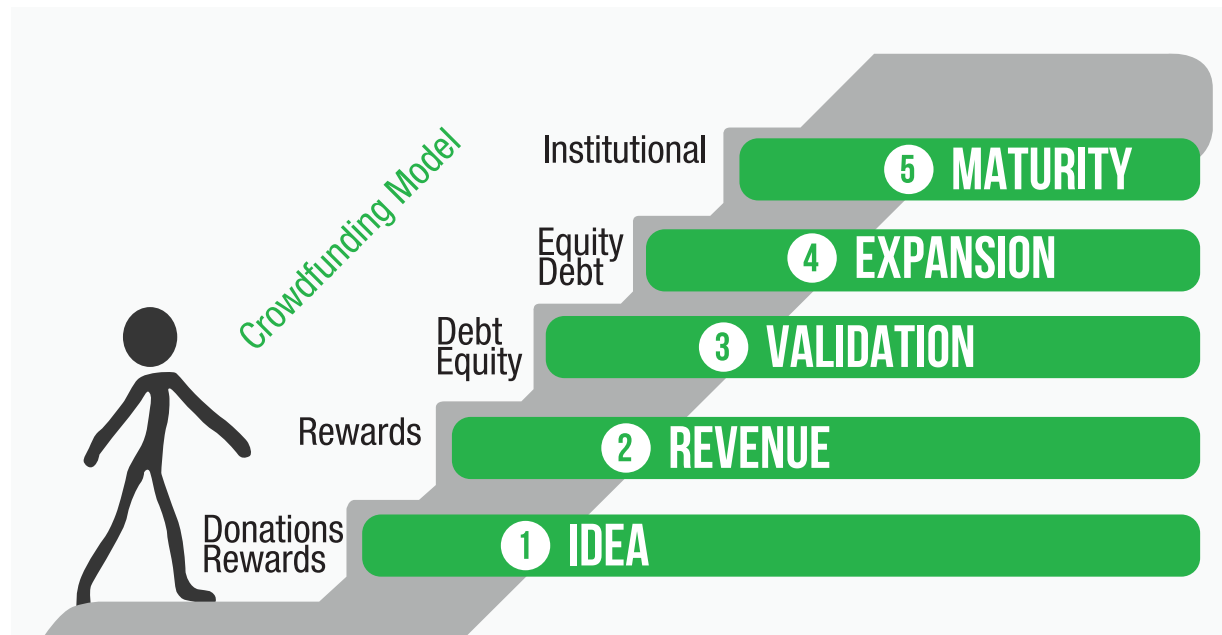 Crowdfunding Model
Institutional
5 MATURITY
Equity
Debt
4 EXPANSION
Debt
Equity
3 VALIDATION
Rewards
2 REVENUE
Donations
Rewards
1 IDEA